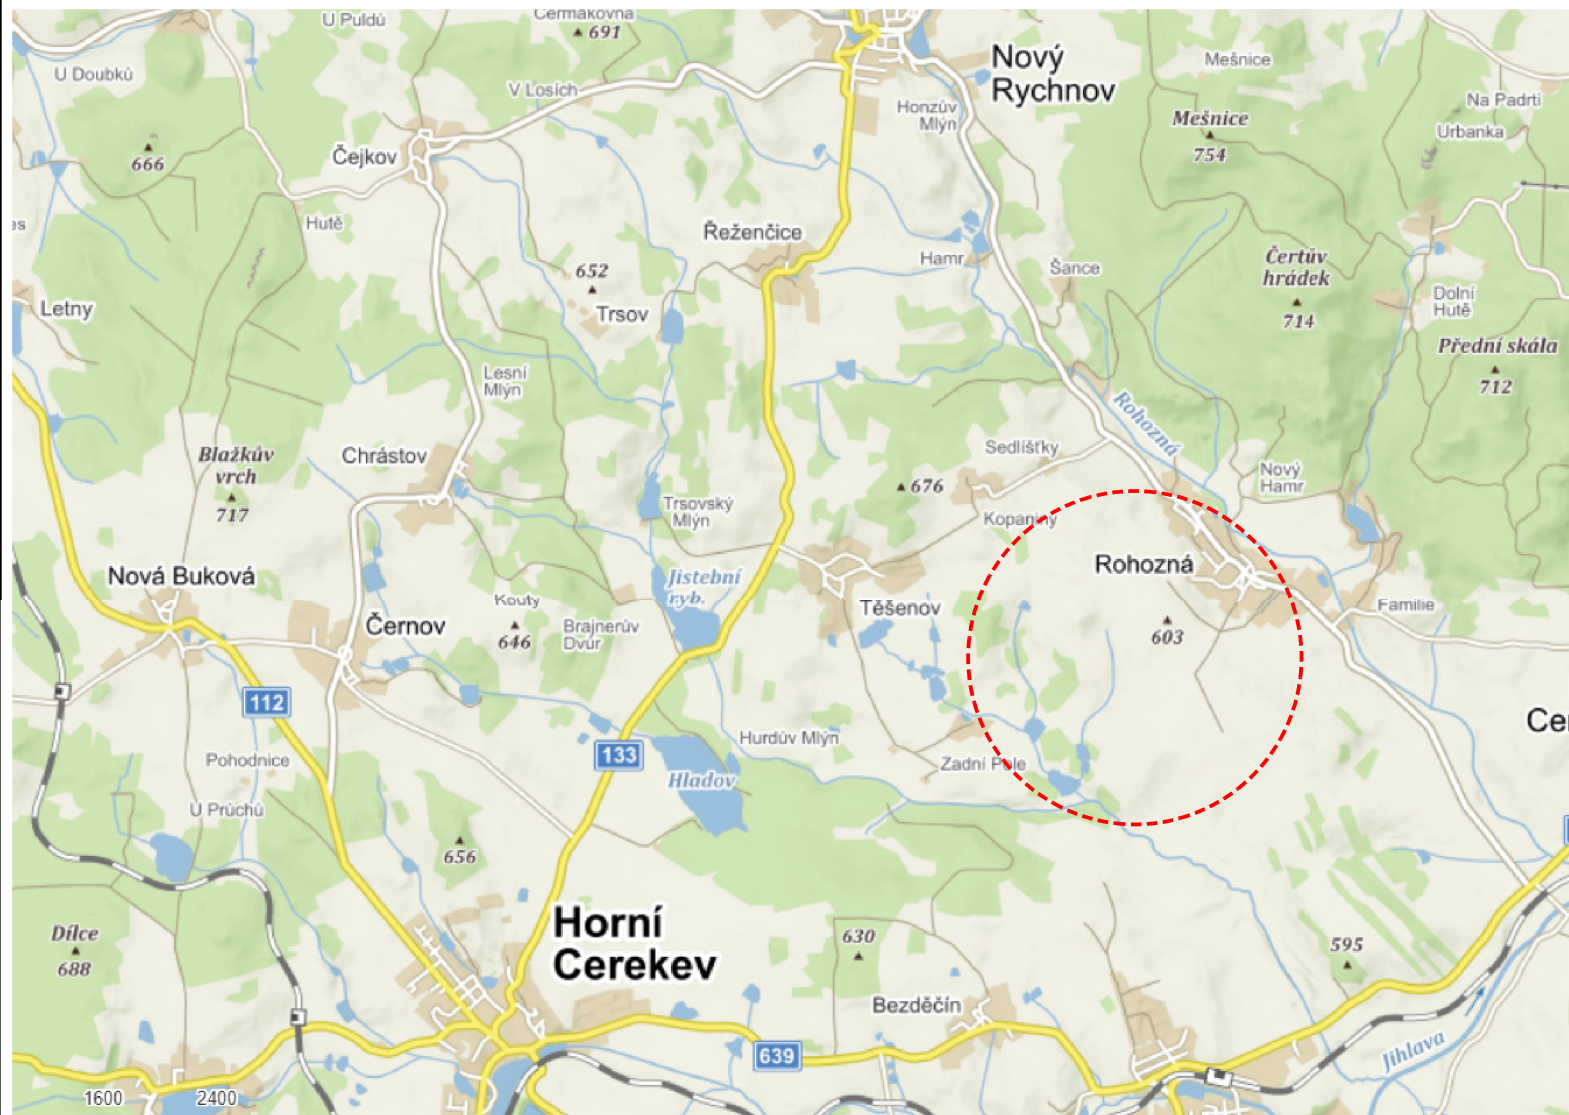 U Puldů
Čermákovna
691
Nový
Rychnov
U Doubků
V Losích
Honzův
Mlýn
Mešnice
Na Padrti
Urbanka
Mešnice
754
666
Čejkov
Hutě
es
Řeženčice
Hamr
Šance
Čertův
hrádek
714
Dolní
Hutě
Přední skála
712
652
Trsov
Letny
Lesní
Mlýn
Rohozná
Blažkův
vrch
717
Chrástov
Sedlíšťky
676
Nový
Hamr
Trsovský
Mlýn
Kopaniny
Nová Buková
Jistební
ryb.
Rohozná
Kouty
646
Brajnerův
Dvůr
Těšenov
Familie
603
Černov
112
133
Hurdův Mlýn
Zadní Pole
Hladov
Pohodnice
U Průchů
Cer
656
Horní
Cerekev
Dílce
688
630
595
Bezděčín
639
Jihlava
1600
2400